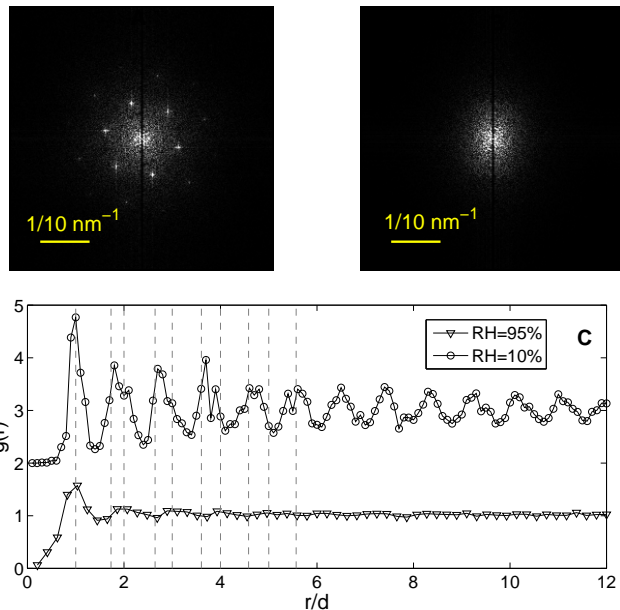 1/10 nm⁻¹
1/10 nm⁻¹
5
4
3
2
1
0
g(r)
RH=95%
RH=10%
C
0 2 4 6 8 10 12
r/d